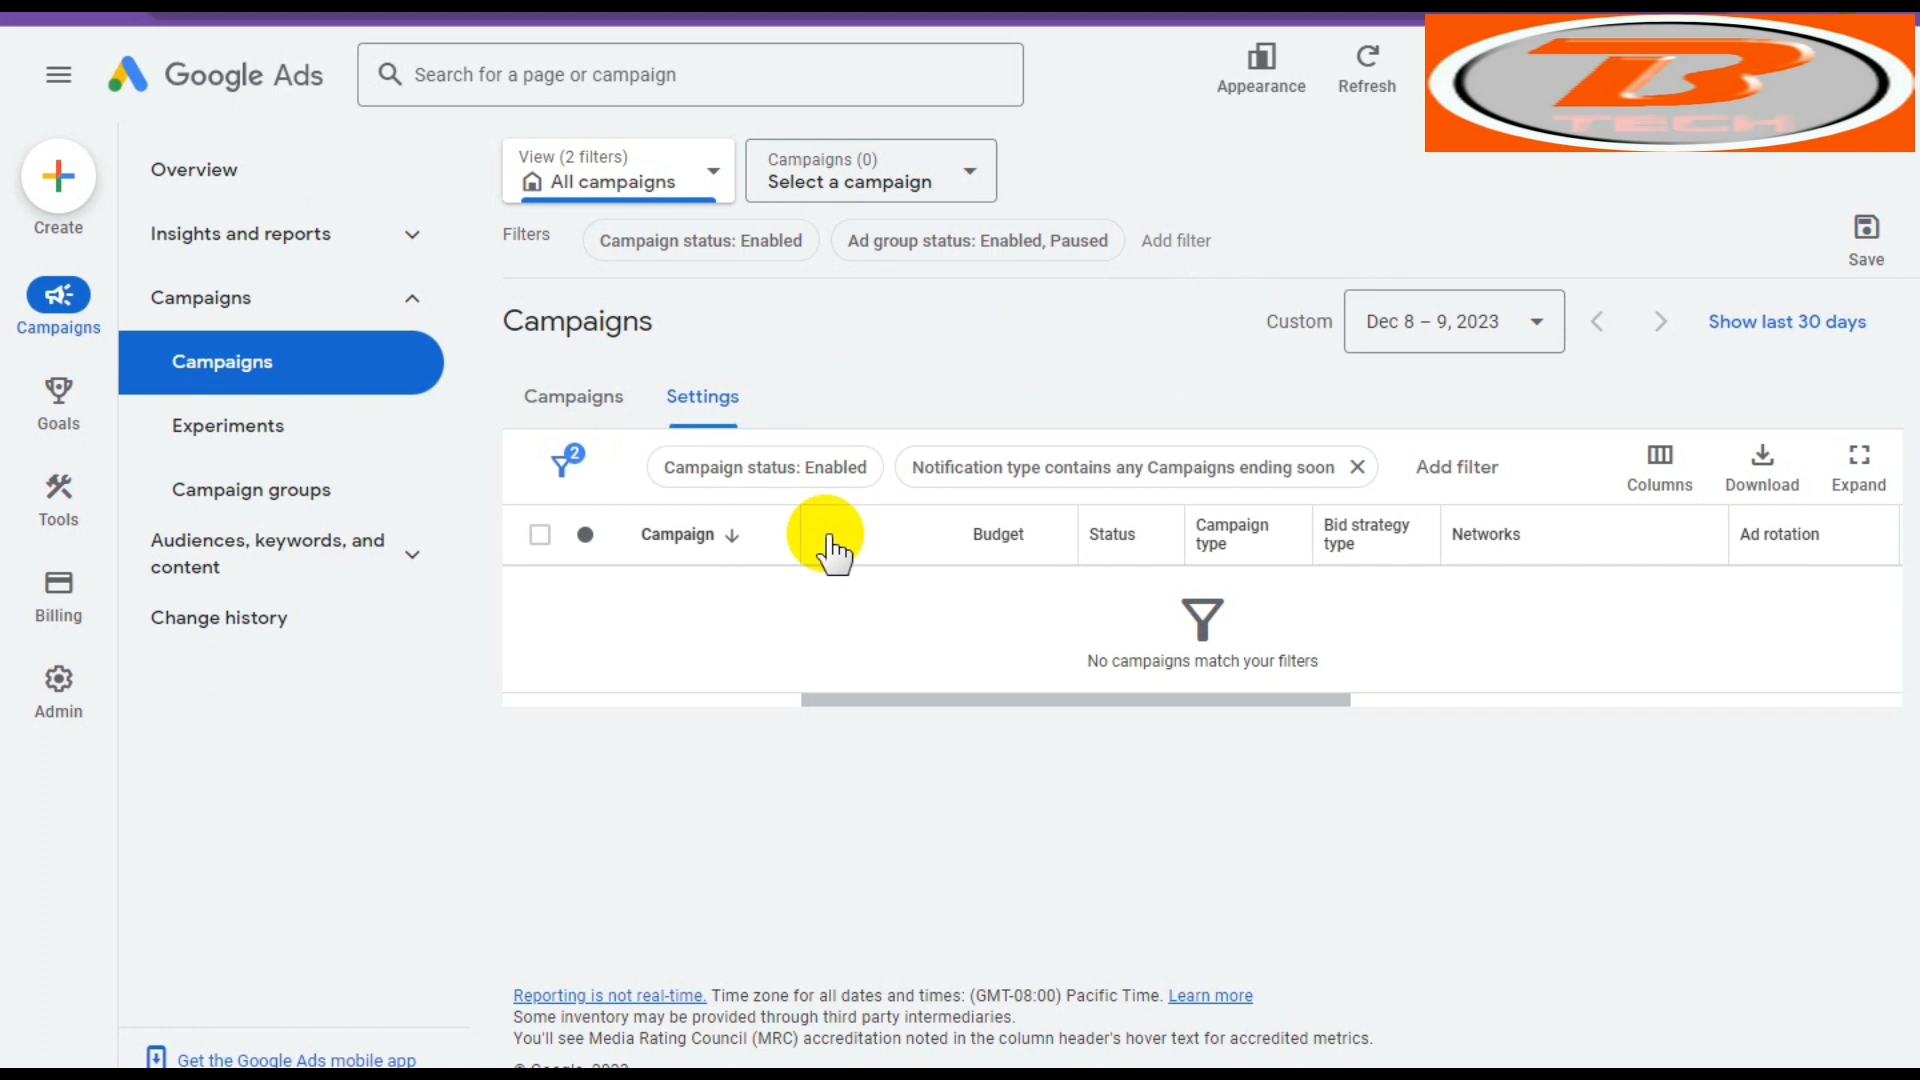 Google Ads
Search for a page or campaign
Appearance
Refresh
B
TECH
Create
Campaigns
Goals
Tools
Billing
Admin
Overview
Insights and reports
Campaigns
Campaigns
Experiments
Campaign groups
Audiences, keywords, and
content
Change history
Get the Google Ads mobile app
View (2 filters)
All campaigns
Campaigns (0)
Select a campaign
Filters
Campaign status: Enabled
Ad group status: Enabled, Paused
Add filter
Save
Campaigns
Custom
Dec 8 – 9, 2023
Show last 30 days
Campaigns
Settings
2
Campaign status: Enabled
Notification type contains any Campaigns ending soon
Add filter
Columns
Download
Expand
Campaign
Budget
Status
Campaign
type
Bid strategy
type
Networks
Ad rotation
No campaigns match your filters
Reporting is not real-time. Time zone for all dates and times: (GMT-08:00) Pacific Time. Learn more
Some inventory may be provided through third party intermediaries.
You'll see Media Rating Council (MRC) accreditation noted in the column header's hover text for accredited metrics.
© Google, 2023